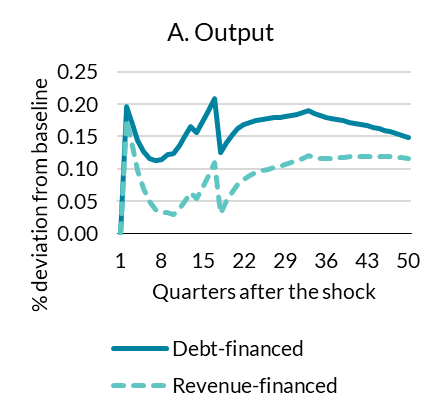 A. Output
% deviation from baseline
0.25
0.20
0.15
0.10
0.05
0.00
1 8 15 22 29 36 43 50
Quarters after the shock
Debt-financed
Revenue-financed